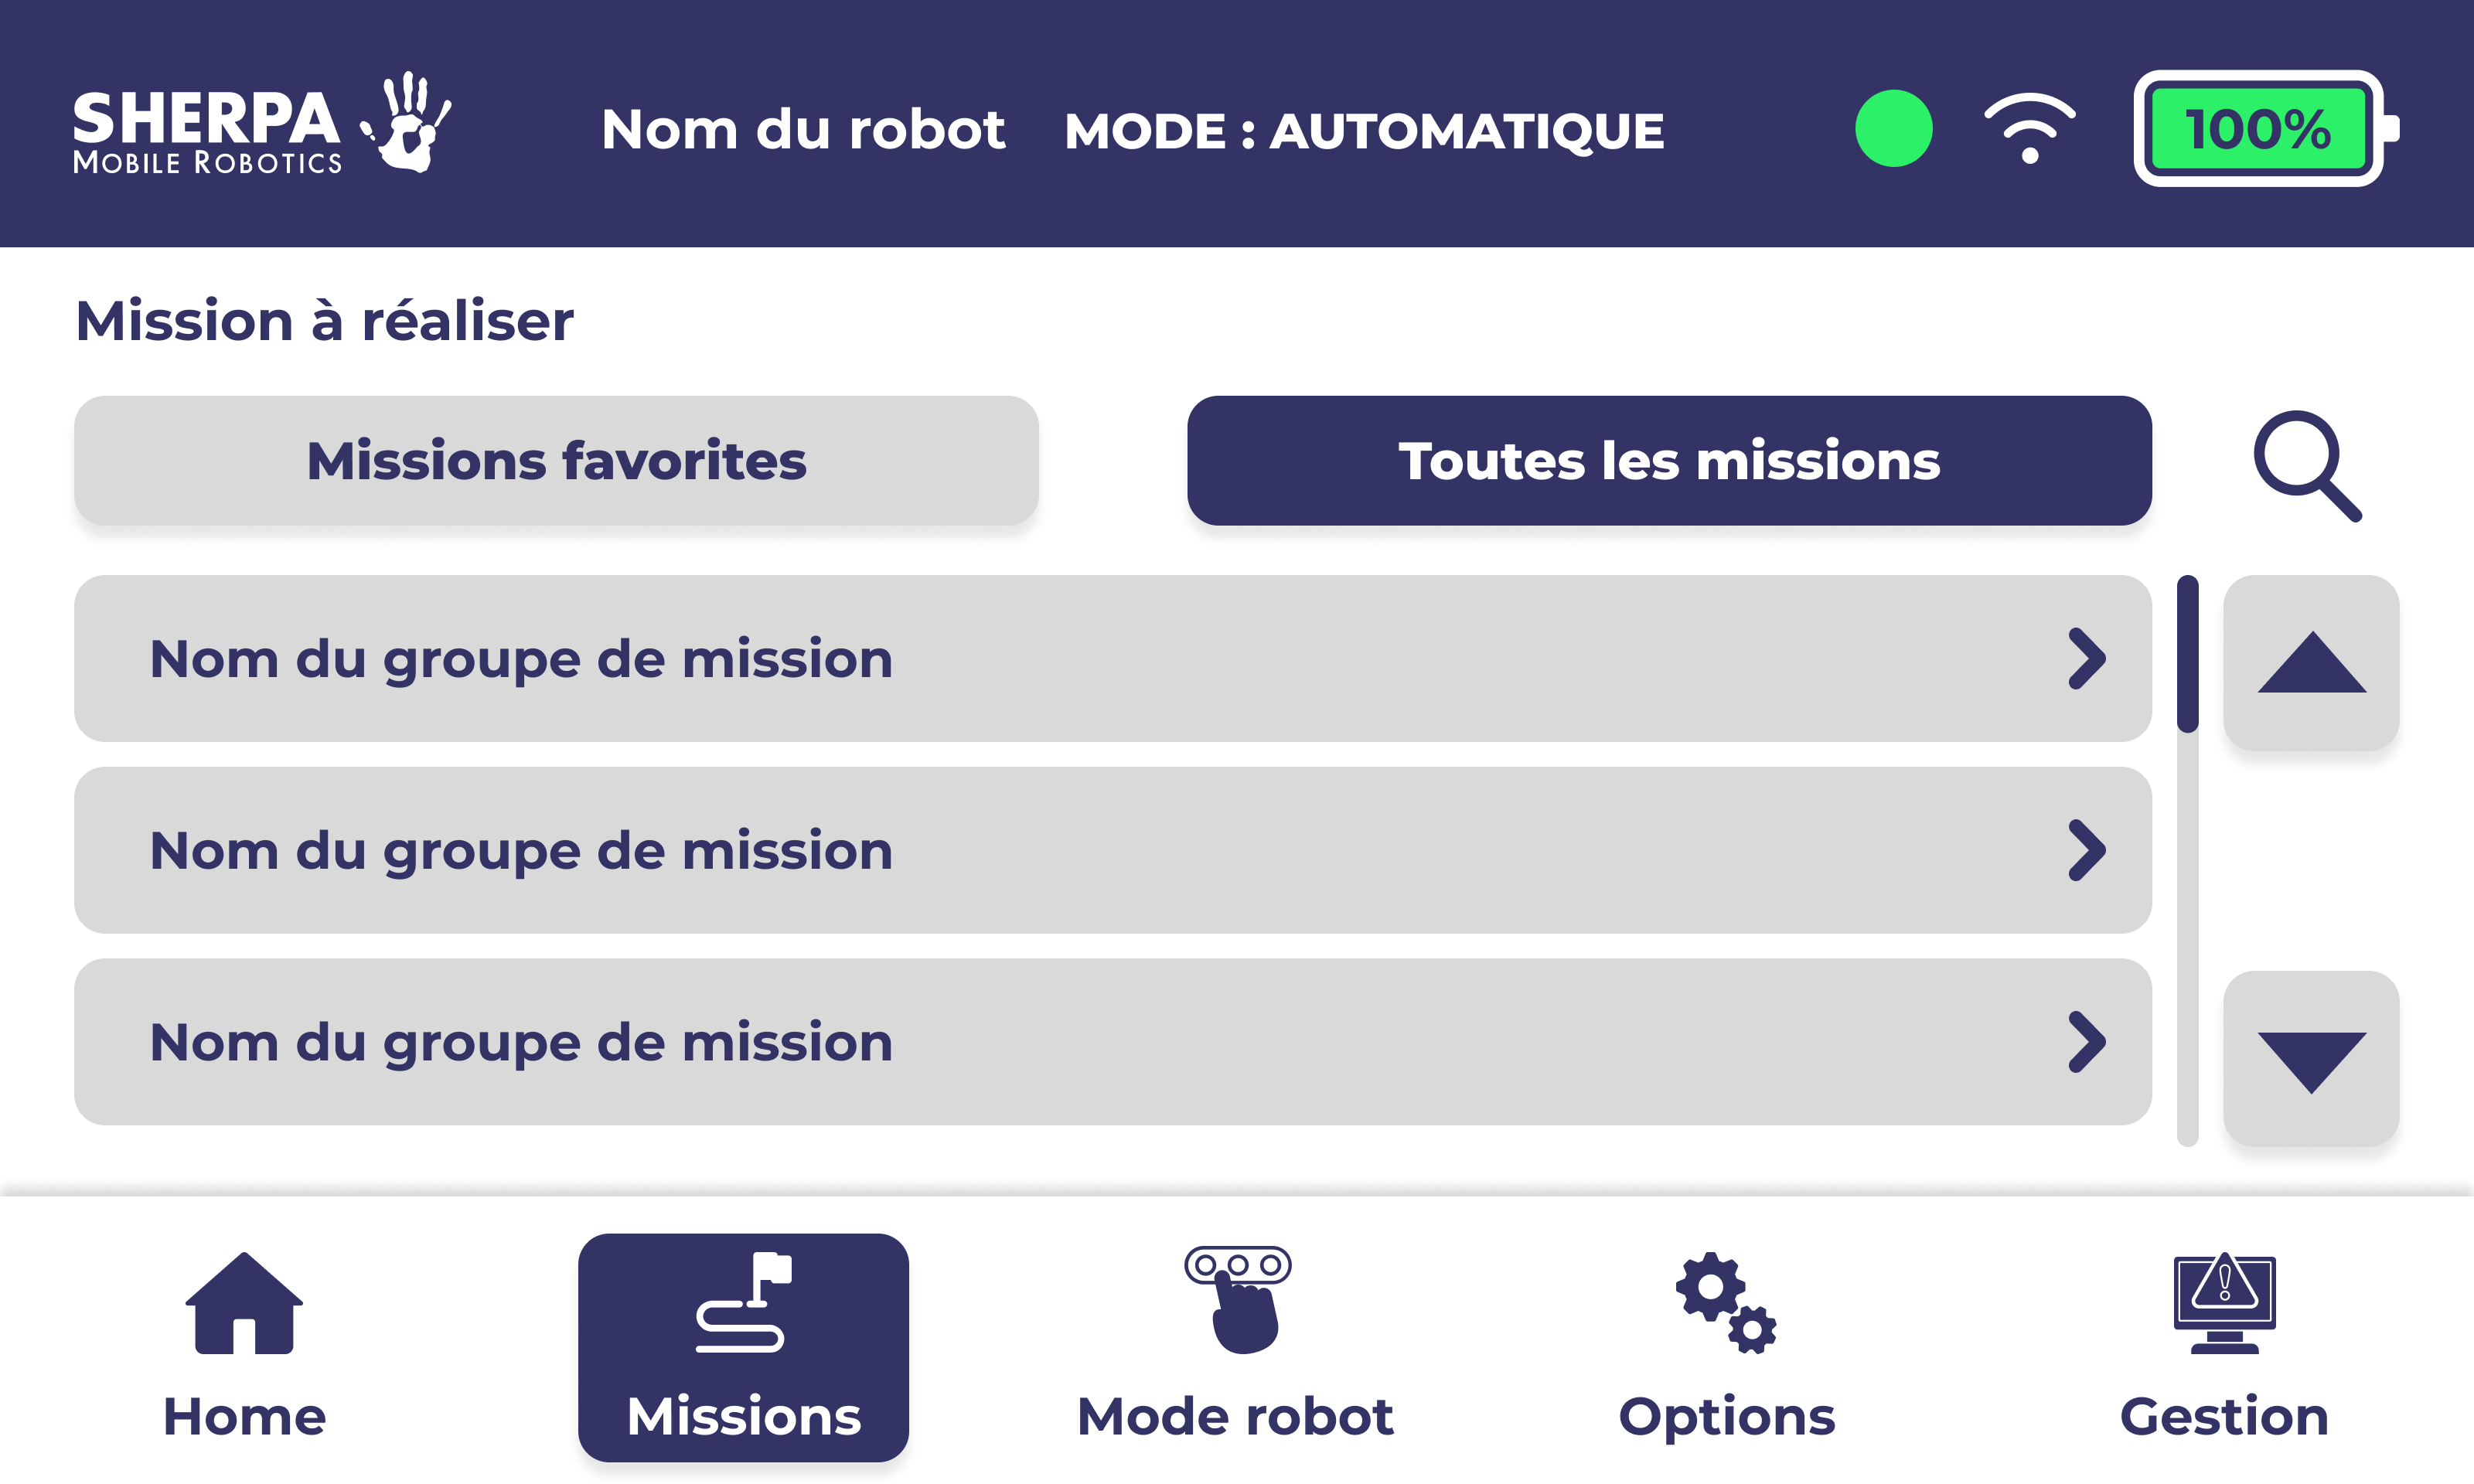 SHERPA
MOBILE ROBOTICS
Nom du robot
MODE : AUTOMATIQUE
100%
Mission à réaliser
Missions favorites
Toutes les missions
Nom du groupe de mission
Nom du groupe de mission
Nom du groupe de mission
Home
Missions
Mode robot
Options
Gestion